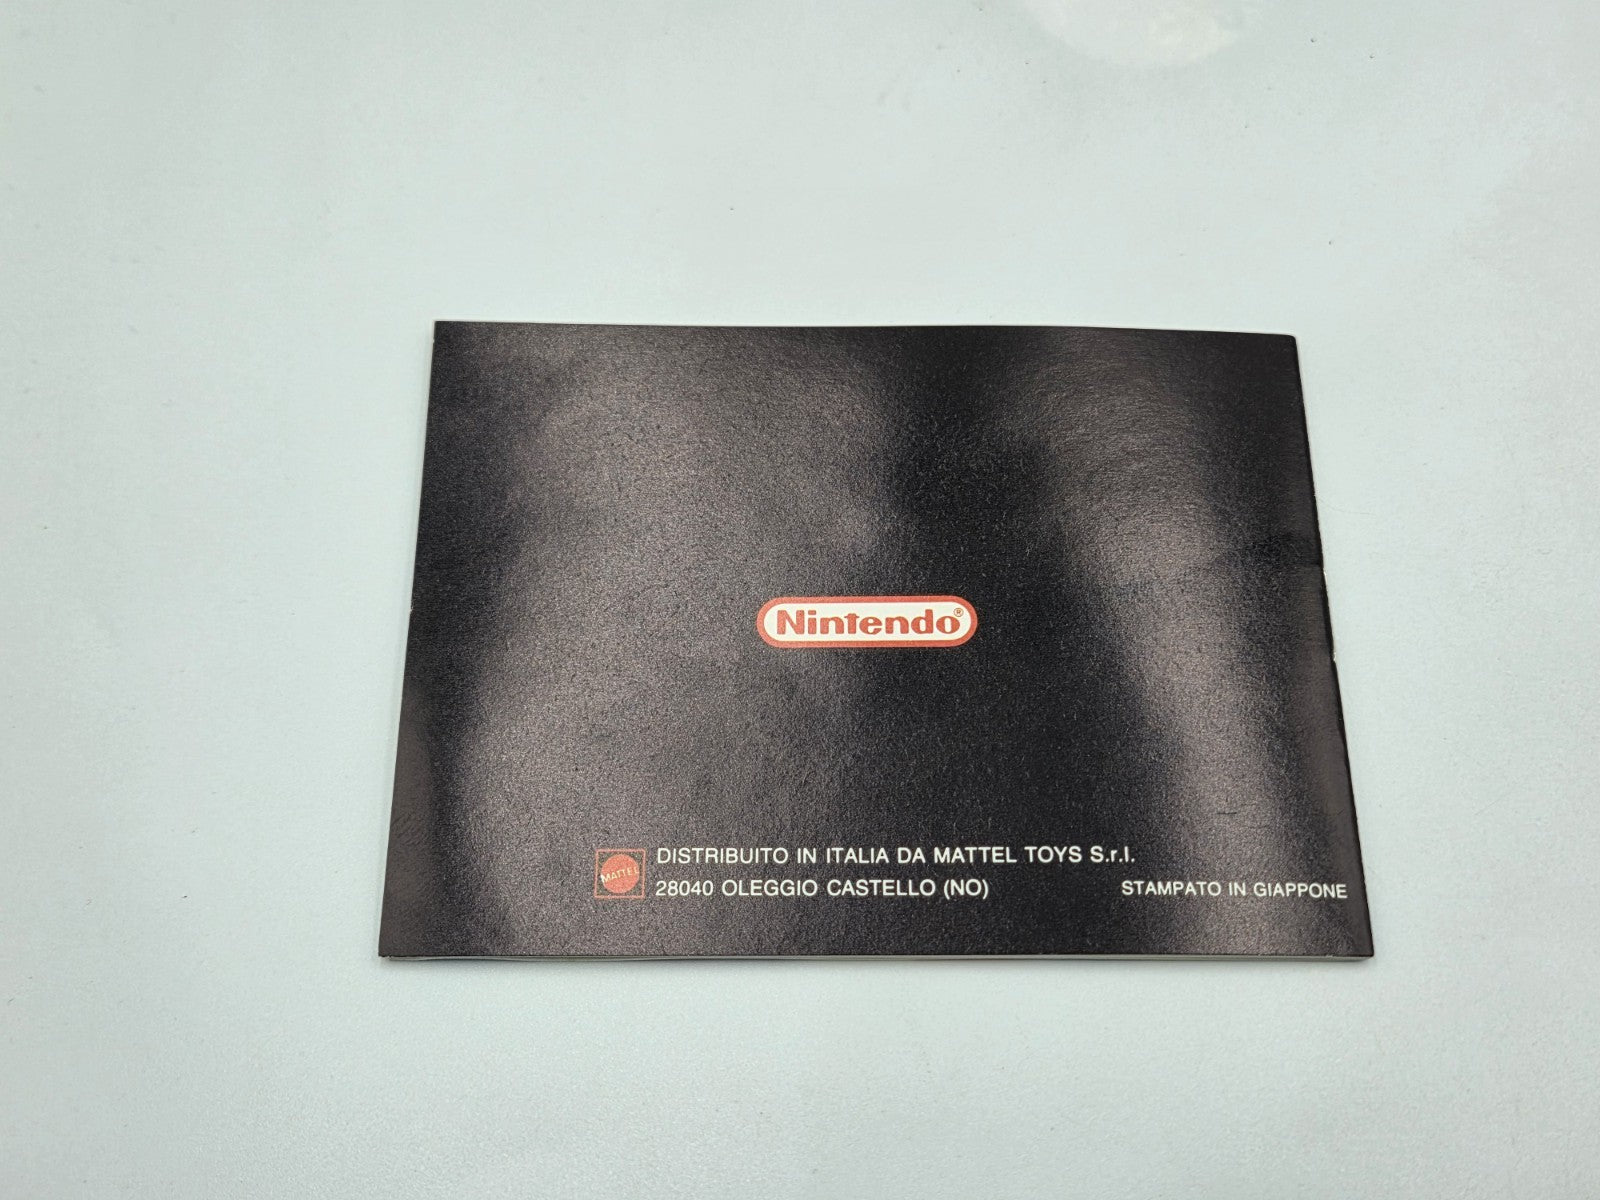 Nintendo®
MATTEL
DISTRIBUITO IN ITALIA DA MATTEL TOYS S.r.l.
28040 OLEGGIO CASTELLO (NO)
STAMPATO IN GIAPPONE